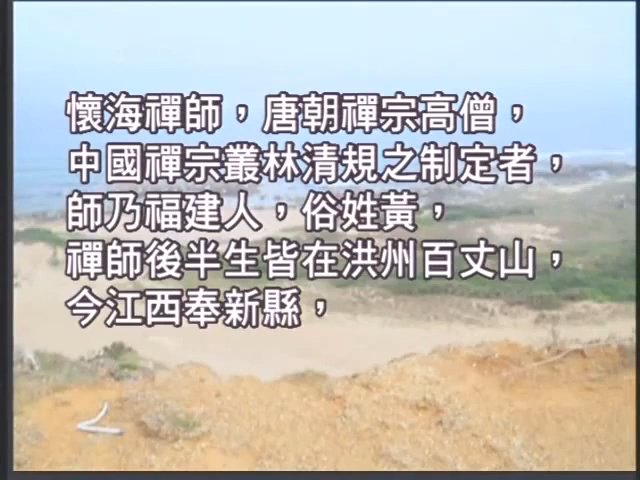 懷海禪師，唐朝禪宗高僧，
中國禪宗叢林清規之制定者，
師乃福建人，俗姓黃，
禪師後半生皆在洪州百丈山，
今江西奉新縣，